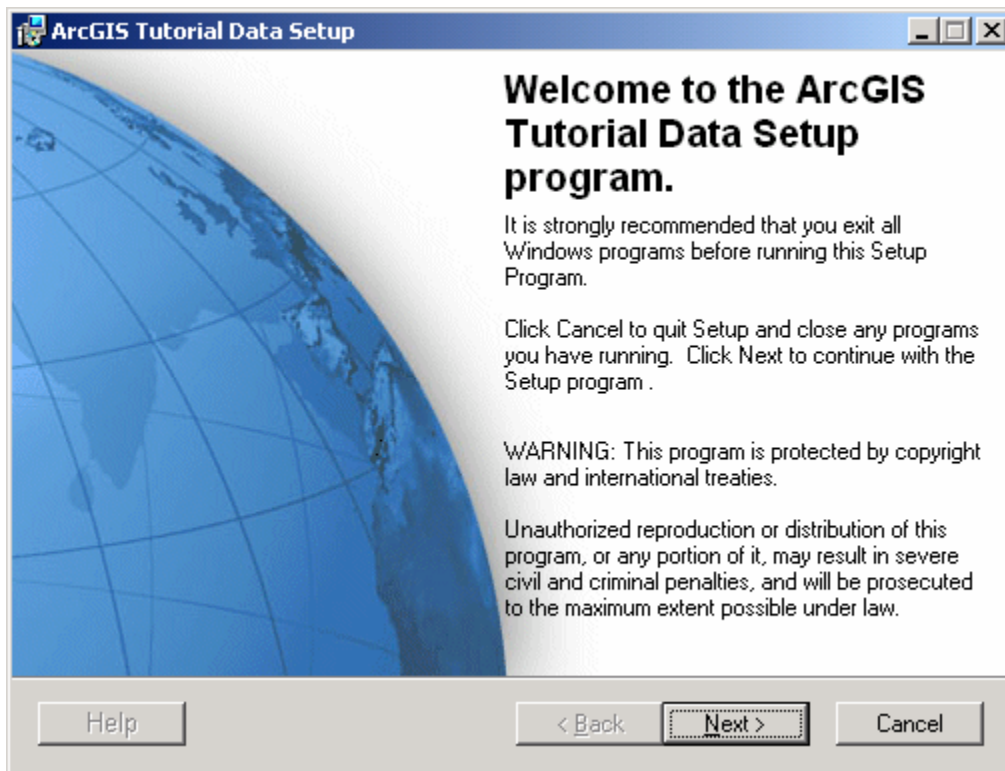 ArcGIS Tutorial Data Setup
Welcome to the ArcGIS
Tutorial Data Setup
program.
It is strongly recommended that you exit all
Windows programs before running this Setup
Program.
Click Cancel to quit Setup and close any programs
you have running.  Click Next to continue with the
Setup program .
WARNING: This program is protected by copyright
law and international treaties.
Unauthorized reproduction or distribution of this
program, or any portion of it, may result in severe
civil and criminal penalties, and will be prosecuted
to the maximum extent possible under law.
Help
< Back
Next >
Cancel